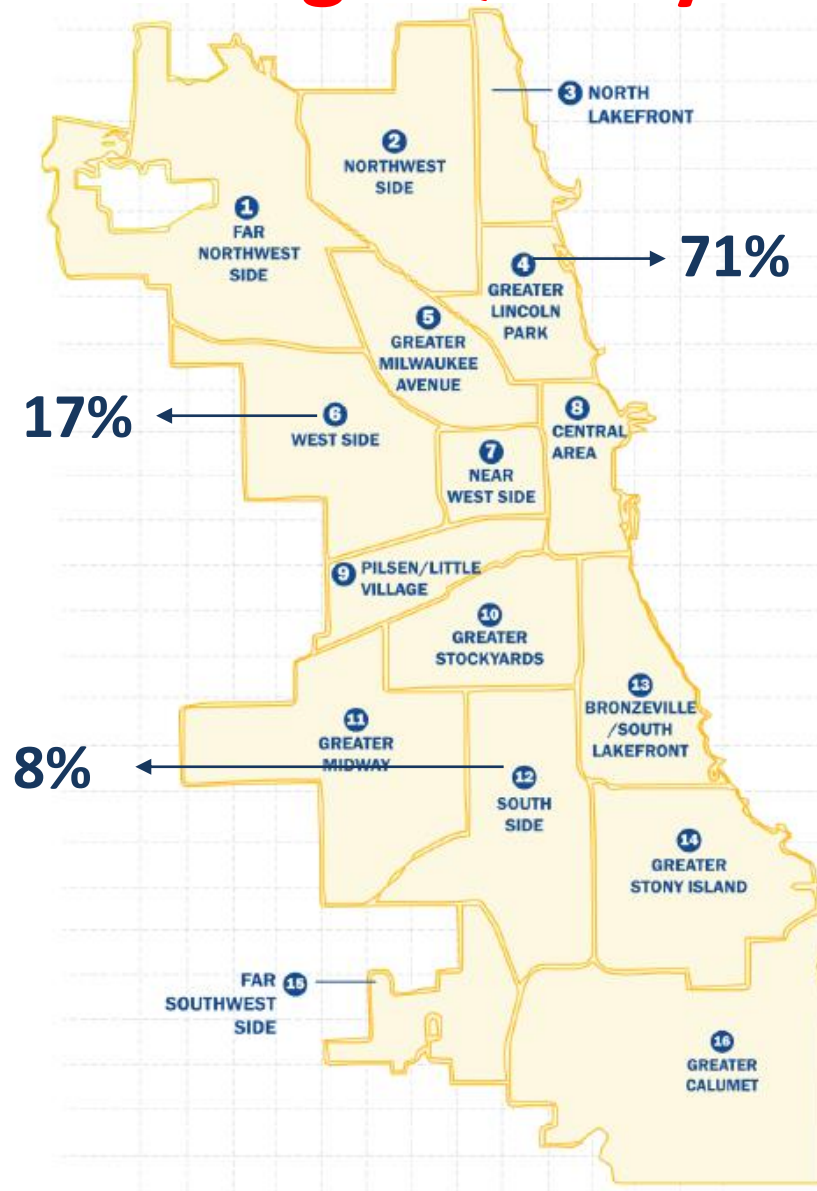 3 NORTH
LAKEFRONT
2
NORTHWEST
SIDE
1
FAR
NORTHWEST
SIDE
4
GREATER
LINCOLN
PARK
71%
5
GREATER
MILWAUKEE
AVENUE
17%
6
WEST SIDE
8
CENTRAL
AREA
7
NEAR
WEST SIDE
9 PILSEN/LITTLE
VILLAGE
10
GREATER
STOCKYARDS
13
BRONZEVILLE
/SOUTH
LAKEFRONT
11
GREATER
MIDWAY
8%
12
SOUTH
SIDE
14
GREATER
STONY ISLAND
FAR 15
SOUTHWEST
SIDE
16
GREATER
CALUMET